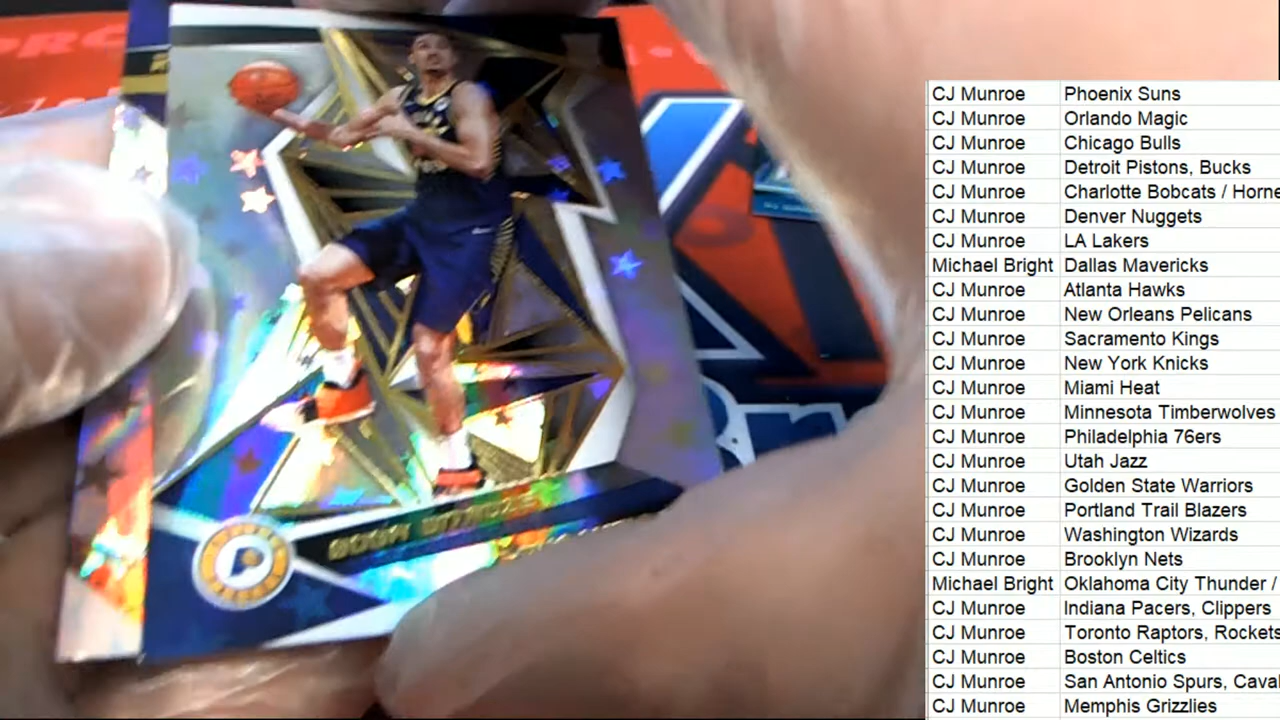 CJ Munroe Phoenix Suns
CJ Munroe Orlando Magic
CJ Munroe Chicago Bulls
CJ Munroe Detroit Pistons, Bucks
CJ Munroe Charlotte Bobcats / Horne
CJ Munroe Denver Nuggets
CJ Munroe LA Lakers
Michael Bright Dallas Mavericks
CJ Munroe Atlanta Hawks
CJ Munroe New Orleans Pelicans
CJ Munroe Sacramento Kings
CJ Munroe New York Knicks
CJ Munroe Miami Heat
CJ Munroe Minnesota Timberwolves
CJ Munroe Philadelphia 76ers
CJ Munroe Utah Jazz
CJ Munroe Golden State Warriors
CJ Munroe Portland Trail Blazers
CJ Munroe Washington Wizards
CJ Munroe Brooklyn Nets
Michael Bright Oklahoma City Thunder /
CJ Munroe Indiana Pacers, Clippers
CJ Munroe Toronto Raptors, Rockets
CJ Munroe Boston Celtics
CJ Munroe San Antonio Spurs, Caval
CJ Munroe Memphis Grizzlies